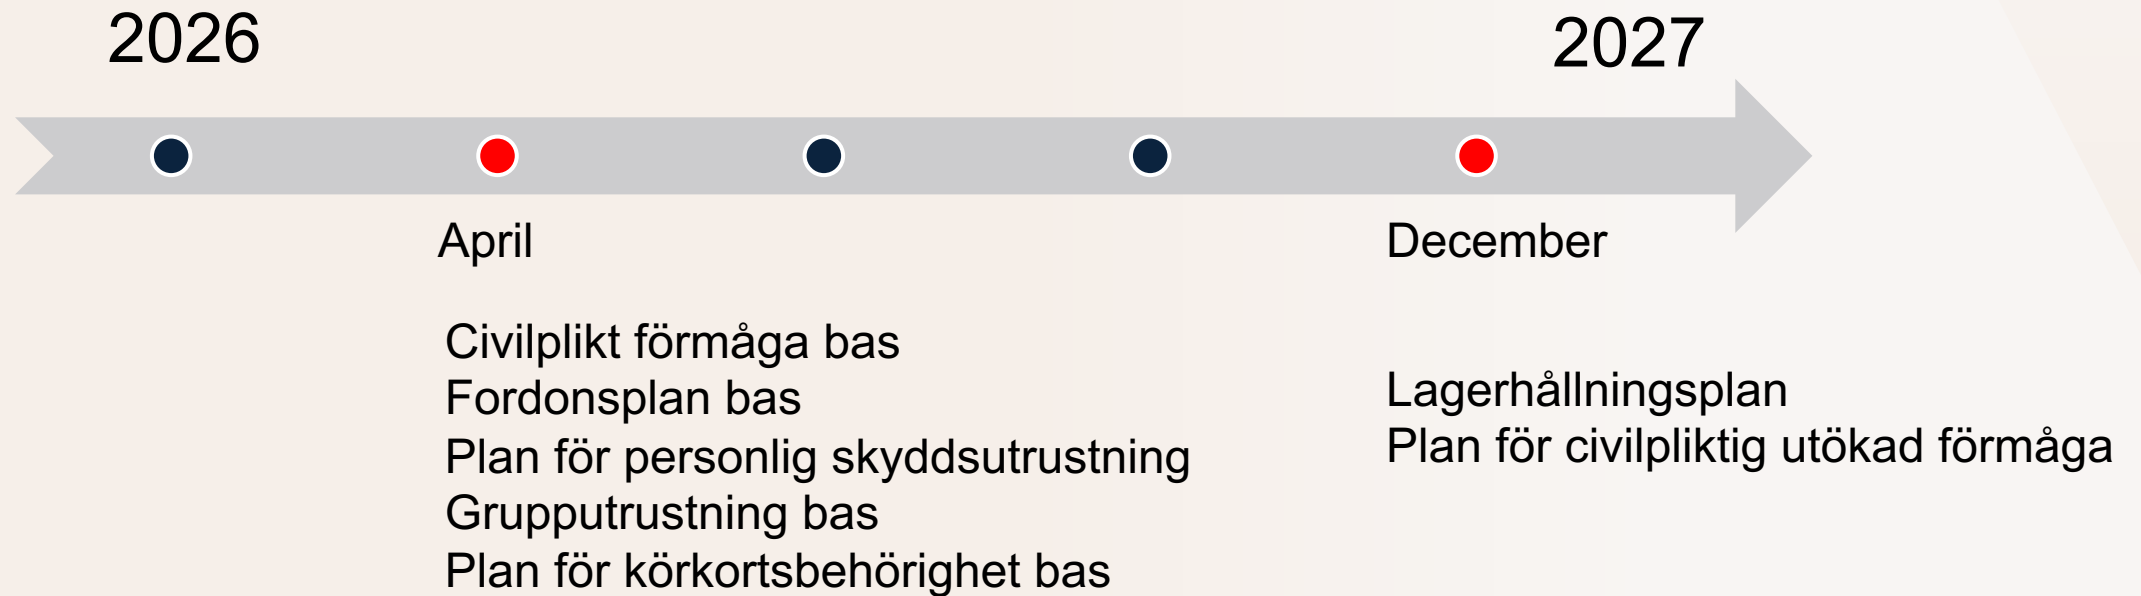 2026
2027
April
December
Civilplikt förmåga bas
Fordonsplan bas
Plan för personlig skyddsutrustning
Grupputrustning bas
Plan för körkortsbehörighet bas
Lagerhållningsplan
Plan för civilpliktig utökad förmåga